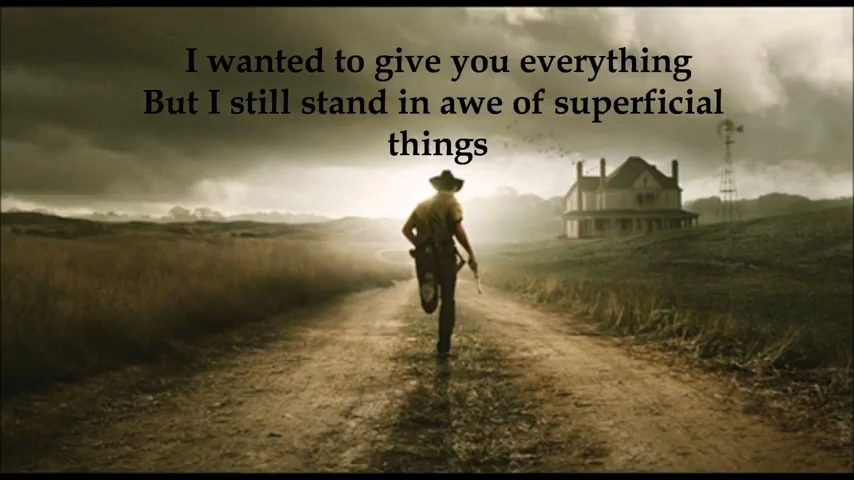 I wanted to give you everything
But I still stand in awe of superficial
things